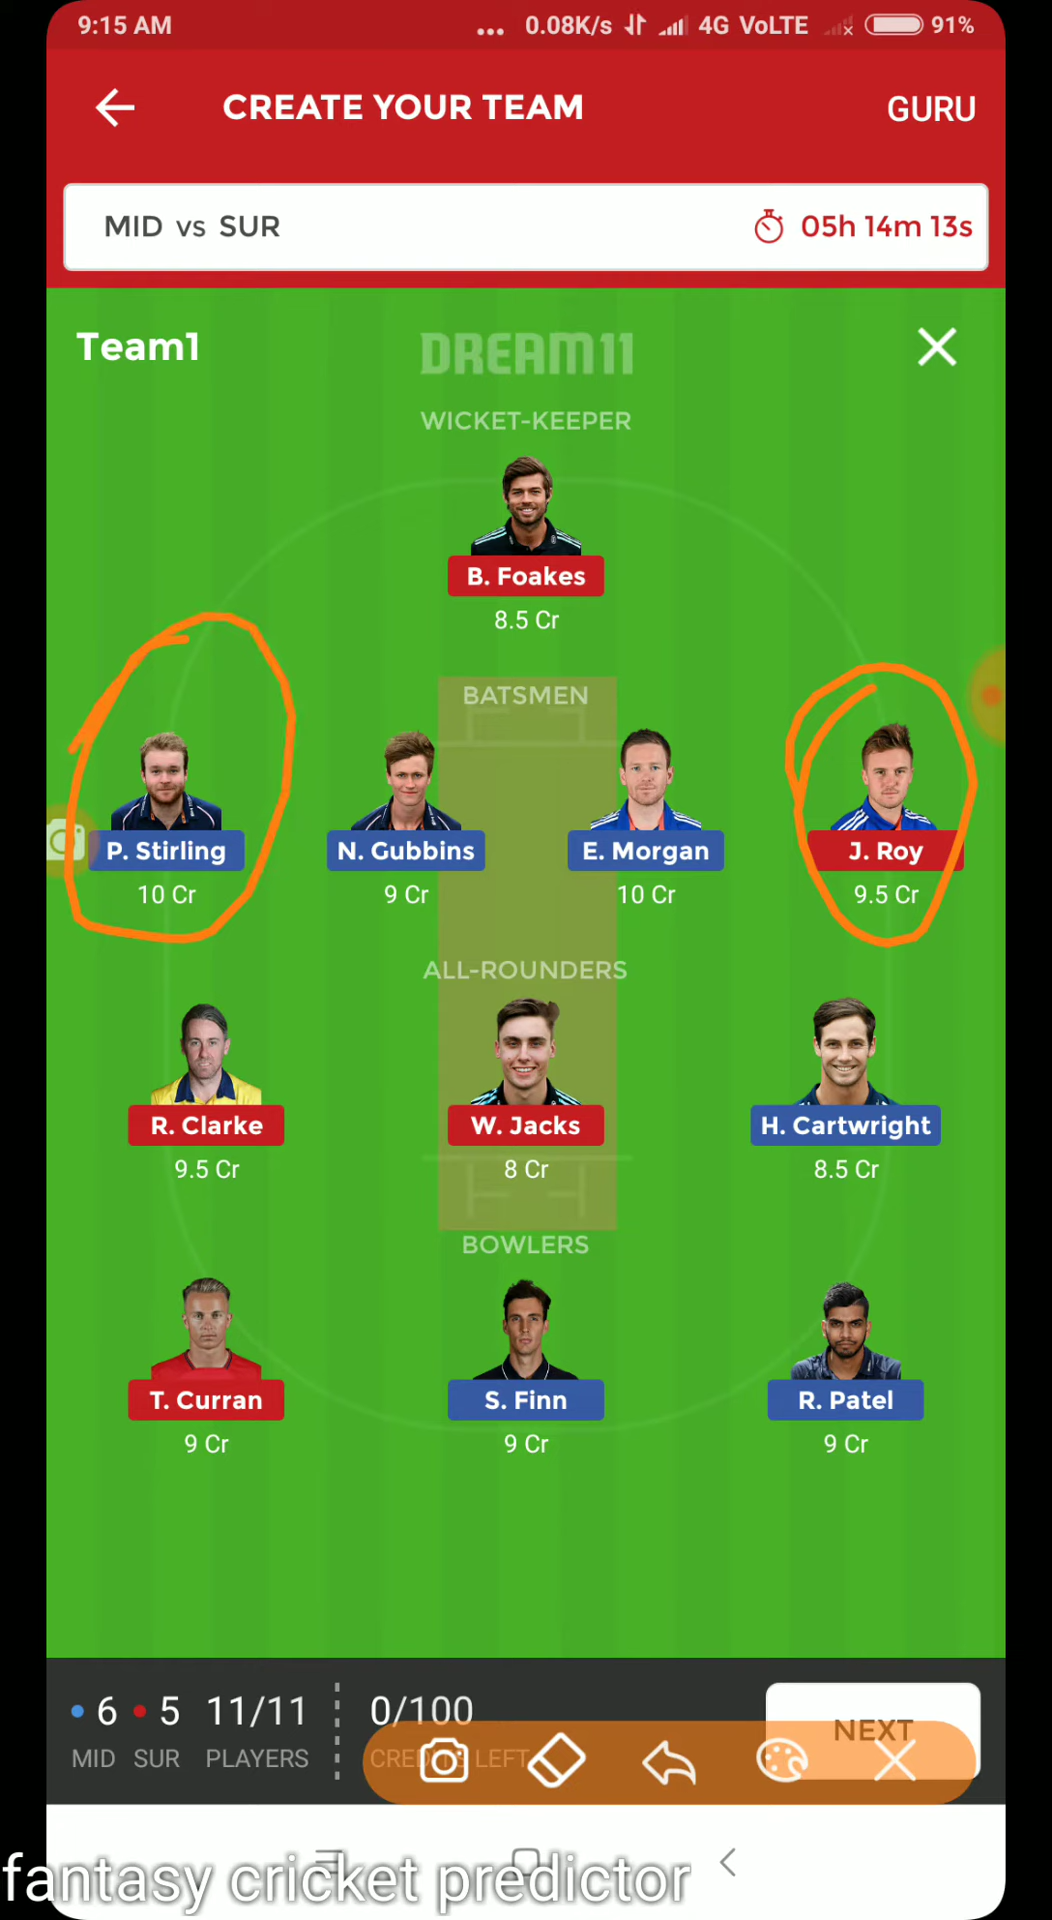 9:15 AM ... 0.08K/s 4G VoLTE 91%
CREATE YOUR TEAM GURU
MID vs SUR 05h 14m 13s
Team1 DREAM11
WICKET-KEEPER
B. Foakes
8.5 Cr
BATSMEN
P. Stirling N. Gubbins E. Morgan J. Roy
10 Cr 9 Cr 10 Cr 9.5 Cr
ALL-ROUNDERS
R. Clarke W. Jacks H. Cartwright
9.5 Cr 8 Cr 8.5 Cr
BOWLERS
T. Curran S. Finn R. Patel
9 Cr 9 Cr 9 Cr
6 5 11/11 0/100 NEXT
MID SUR PLAYERS CREDITS LEFT
fantasy cricket predictor